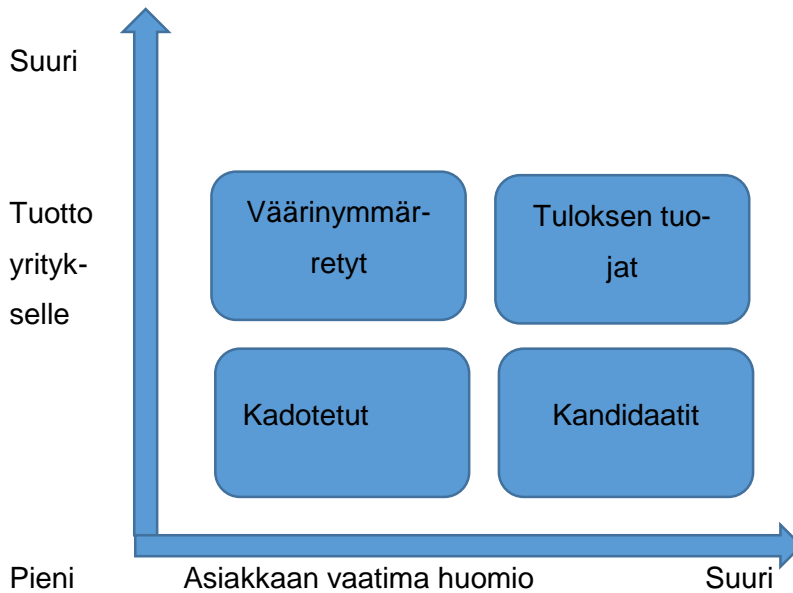 Suuri
Tuotto
yrityk-
selle
Väärinymmär-
retyt
Tuloksen tuo-
jat
Kadotetut
Kandidaatit
Pieni
Asiakkaan vaatima huomio
Suuri